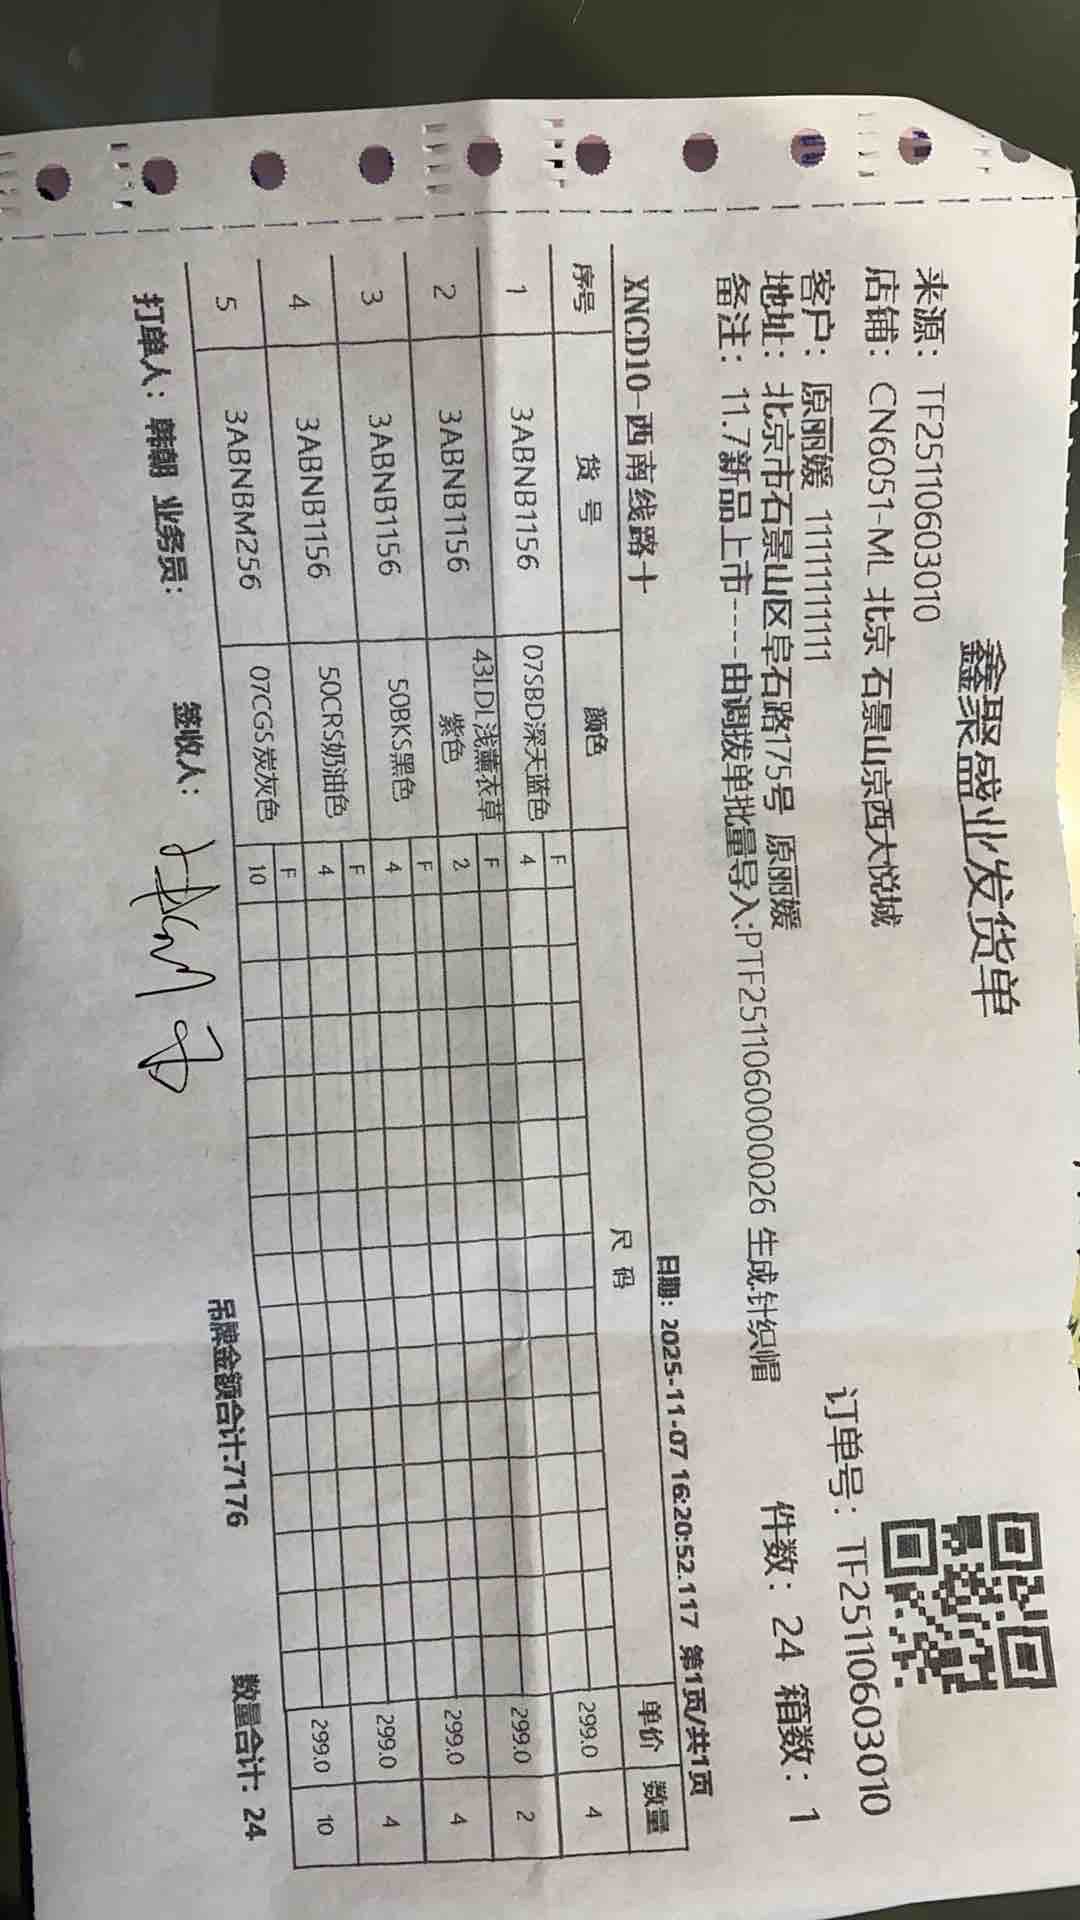 鑫聚盛业发货单
来源: TF25110603010
订单号: TF25110603010
店铺: CN6051-ML 北京 石景山京西大悦城
客户: 原丽媛 11111111111
件数: 24 箱数: 1
地址: 北京市石景山区阜石路175号 原丽媛
备注: 11.7新品上市----由调拨单批量导入:PTF2511060000026 生成针织帽
XNCD10-西南线路十
日期: 2025-11-07 16:20:52.117 第1页/共1页
序号 货 号 颜色 尺 码 单价 数量
1 3ABNB1156 07SBD深天蓝色 F 4 299.0 4
2 3ABNB1156 43LDL浅薰衣草紫色 F 2 299.0 2
3 3ABNB1156 50BKS黑色 F 4 299.0 4
4 3ABNB1156 50CRS奶油色 F 4 299.0 4
5 3ABNBM256 07CGS炭灰色 F 10 299.0 10
打单人: 韩朝 业务员: 签收人: 吊牌金额合计:7176 数量合计: 24